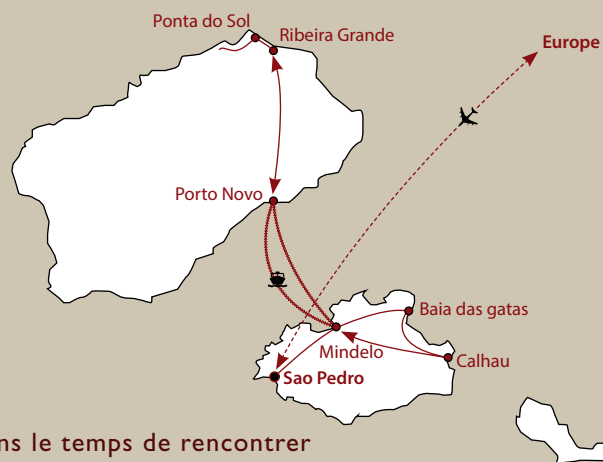 Ponta do Sol
Ribeira Grande
Europe
Porto Novo
Baia das gatas
Mindelo
Calhau
Sao Pedro
ns le temps de rencontrer